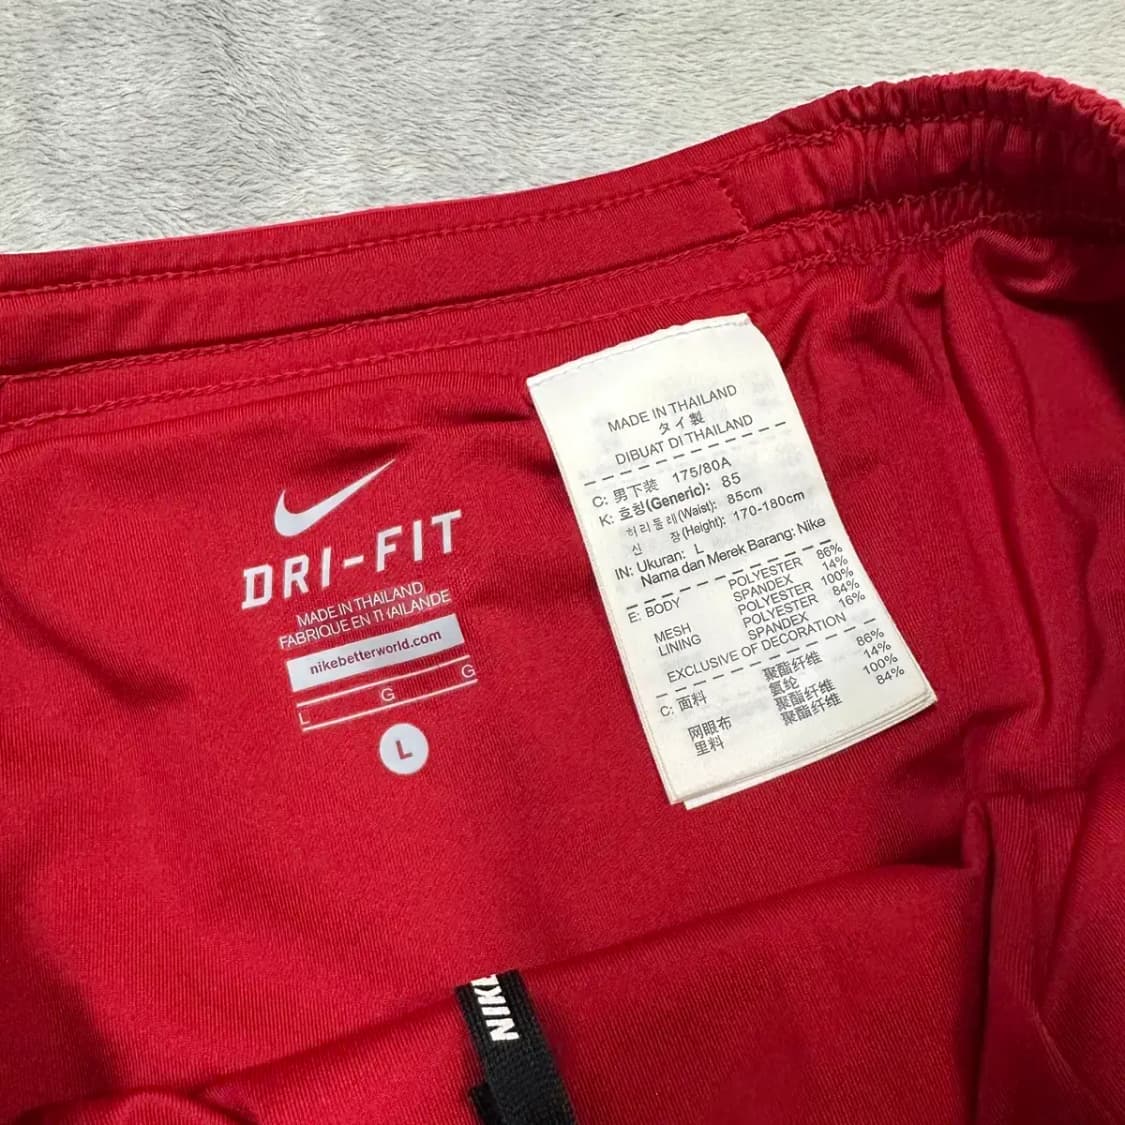 DRI-FIT
MADE IN THAILAND
FABRIQUE EN THAILANDE
nikebetterworld.com
L G G
L
MADE IN THAILAND
タイ製
DIBUAT DI THAILAND
C: 男下装 175/80A
K: 호칭(Generic): 85
허리둘레(Waist): 85cm
신 장(Height): 170-180cm
IN: Ukuran: L
Nama dan Merek Barang: Nike
E: BODY POLYESTER 86%
SPANDEX 14%
MESH POLYESTER 100%
LINING POLYESTER 84%
SPANDEX 16%
EXCLUSIVE OF DECORATION
C: 面料 聚酯纤维 86%
氨纶 14%
网眼布 聚酯纤维 100%
里料 聚酯纤维 84%
NIKE